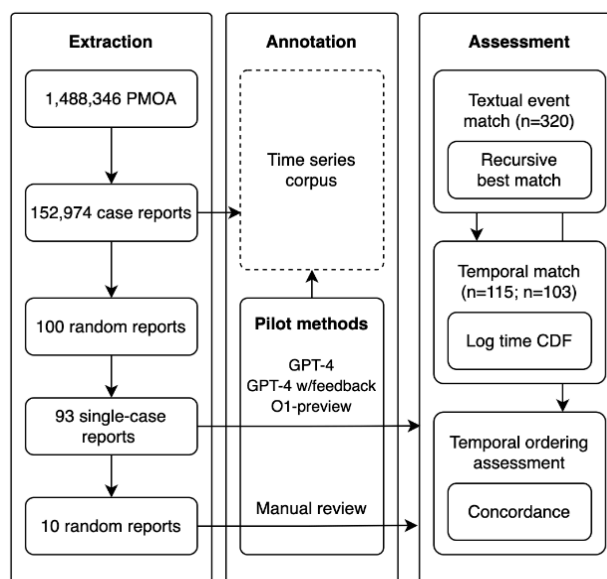 Extraction
1,488,346 PMOA
152,974 case reports
100 random reports
93 single-case
reports
10 random reports
Annotation
Time series
corpus
Pilot methods
GPT-4
GPT-4 w/feedback
O1-preview
Manual review
Assessment
Textual event
match (n=320)
Recursive
best match
Temporal match
(n=115; n=103)
Log time CDF
Temporal ordering
assessment
Concordance